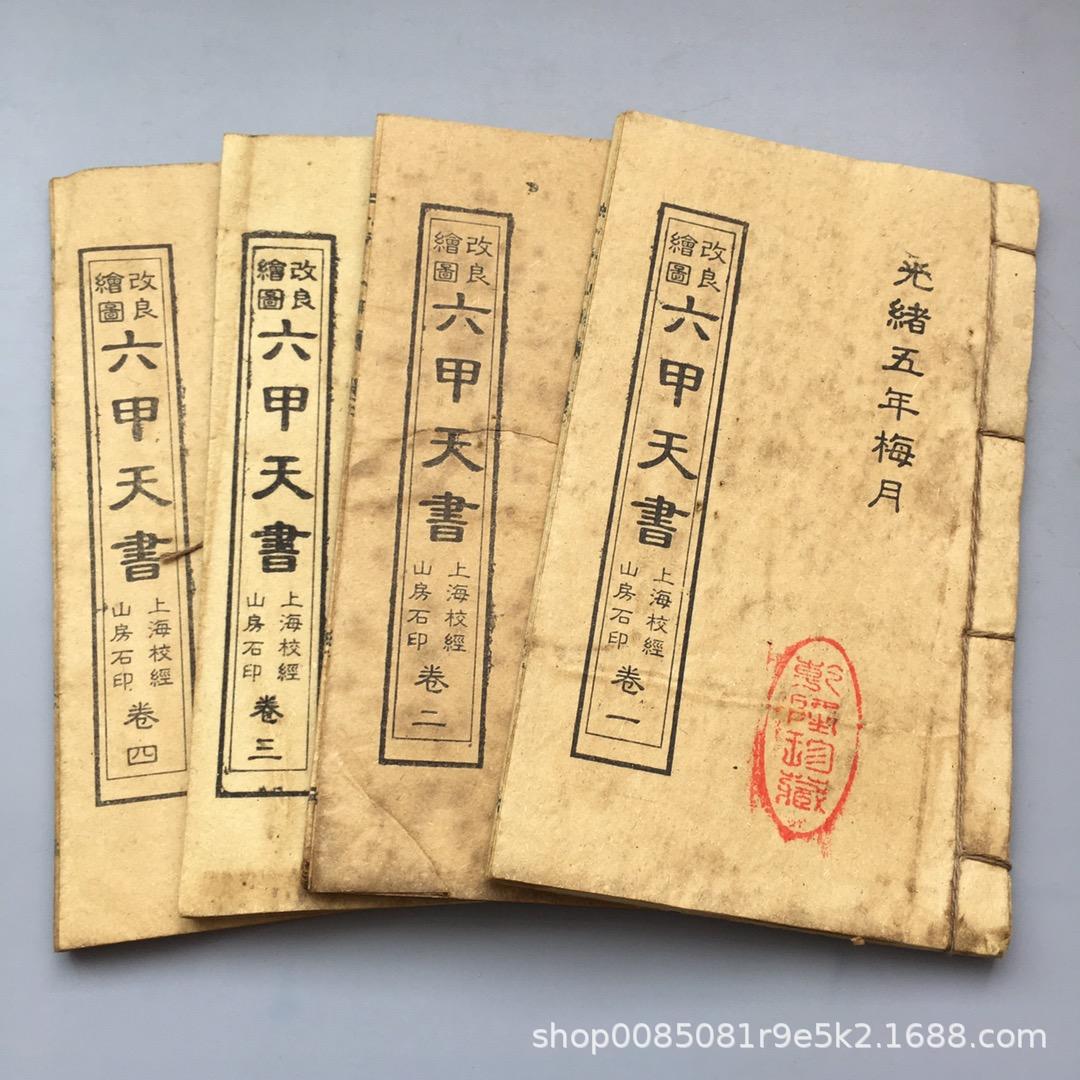 光緒五年梅月
改良
繪圖
六甲天書
上海校經
山房石印
卷一
珍藏
改良
繪圖
六甲天書
上海校經
山房石印
卷二
改良
繪圖
六甲天書
上海校經
山房石印
卷三
改良
繪圖
六甲天書
上海校經
山房石印
卷四
shop0085081r9e5k2.1688.com